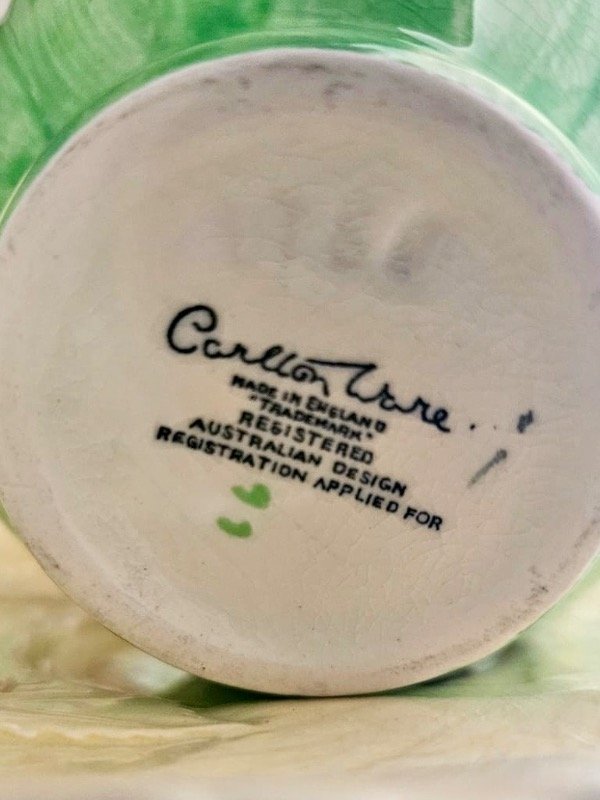 Carlton Ware
MADE IN ENGLAND
"TRADEMARK"
REGISTERED
AUSTRALIAN DESIGN
REGISTRATION APPLIED FOR